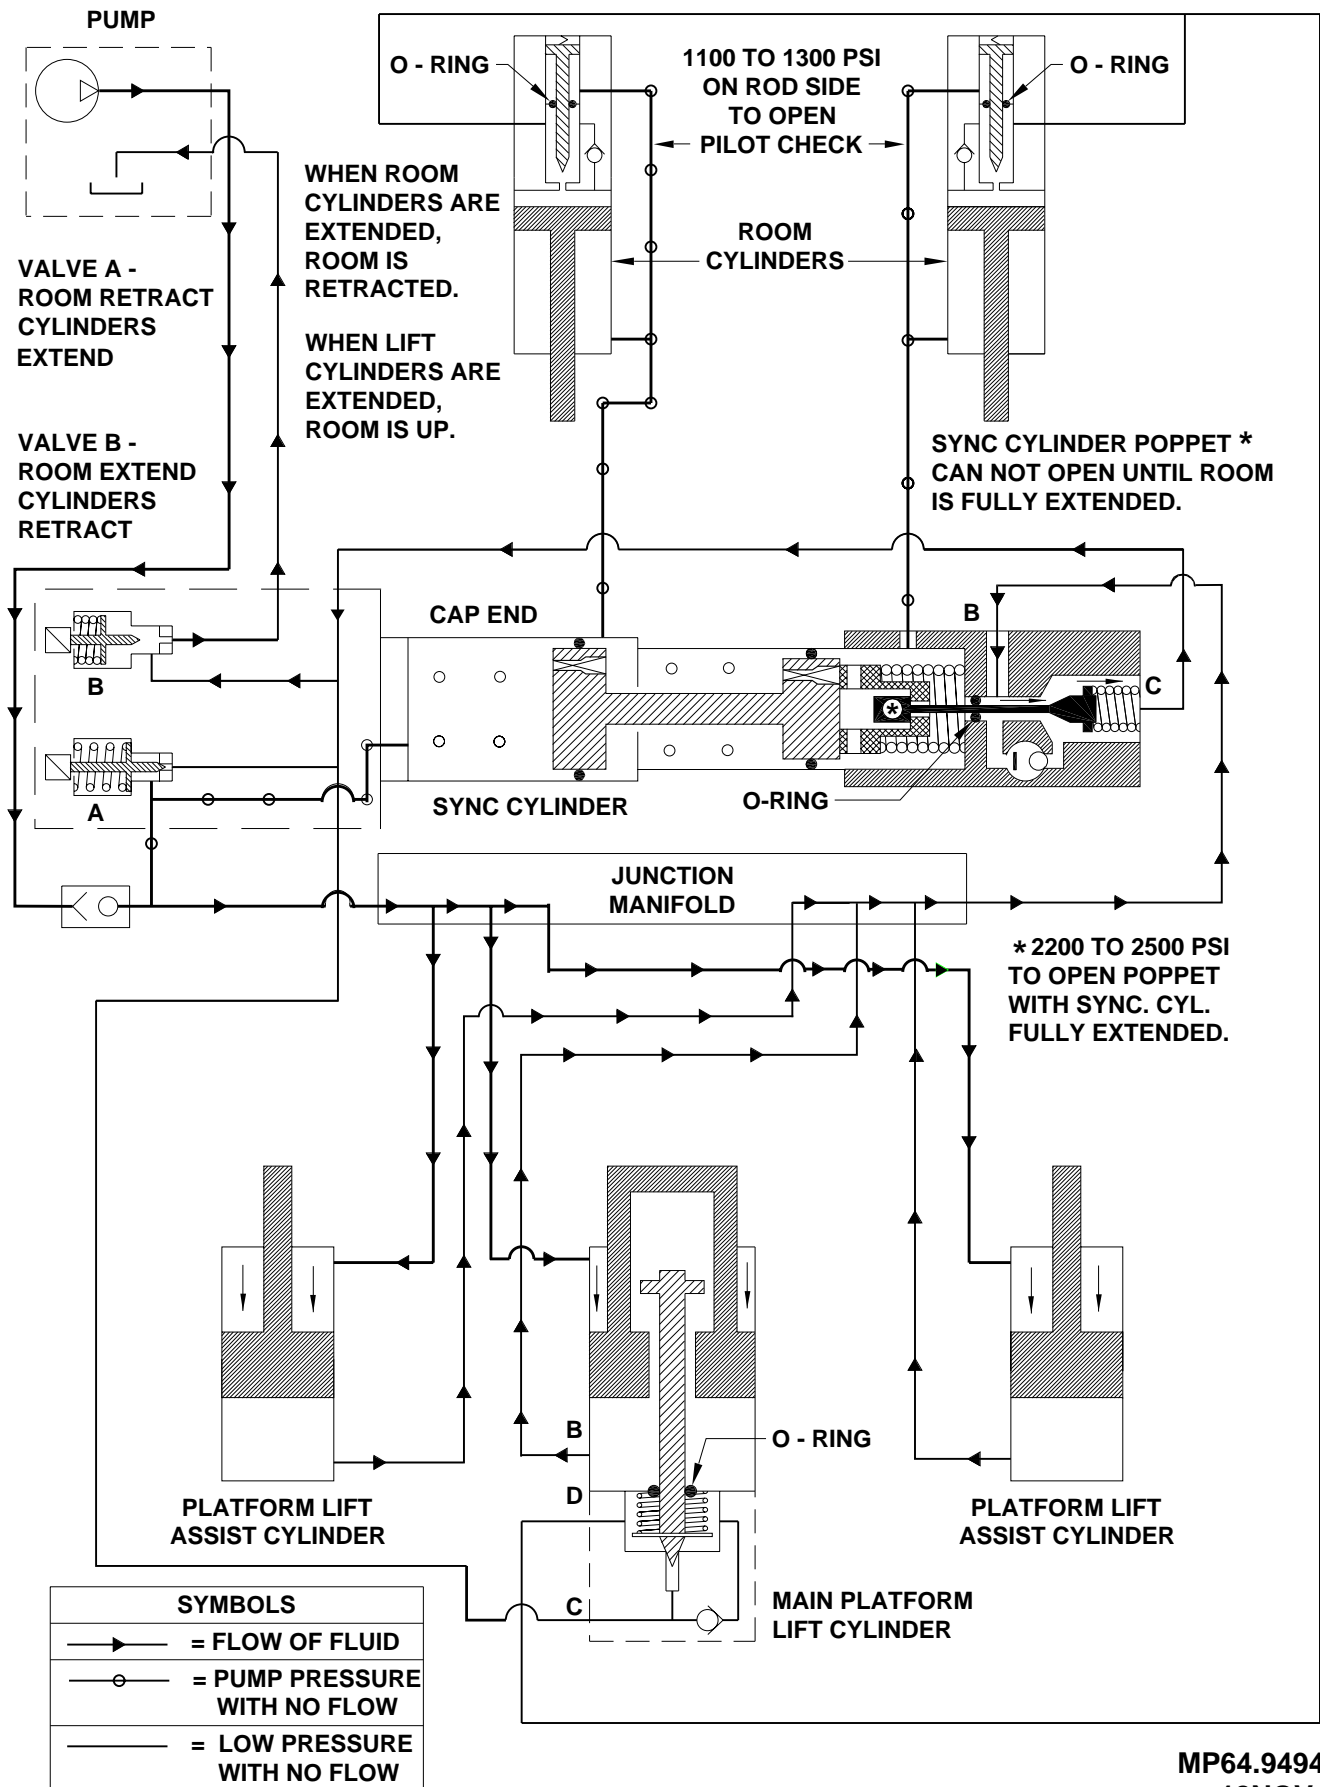 PUMP
O - RING
1100 TO 1300 PSI
ON ROD SIDE
TO OPEN
PILOT CHECK
O - RING
WHEN ROOM
CYLINDERS ARE
EXTENDED,
ROOM IS
RETRACTED.
WHEN LIFT
CYLINDERS ARE
EXTENDED,
ROOM IS UP.
ROOM
CYLINDERS
VALVE A -
ROOM RETRACT
CYLINDERS
EXTEND
VALVE B -
ROOM EXTEND
CYLINDERS
RETRACT
SYNC CYLINDER POPPET *
CAN NOT OPEN UNTIL ROOM
IS FULLY EXTENDED.
CAP END
B
B
C
*
A
SYNC CYLINDER
O-RING
JUNCTION
MANIFOLD
* 2200 TO 2500 PSI
TO OPEN POPPET
WITH SYNC. CYL.
FULLY EXTENDED.
B
O - RING
D
PLATFORM LIFT
ASSIST CYLINDER
PLATFORM LIFT
ASSIST CYLINDER
C
MAIN PLATFORM
LIFT CYLINDER
SYMBOLS
= FLOW OF FLUID
= PUMP PRESSURE
WITH NO FLOW
= LOW PRESSURE
WITH NO FLOW
MP64.9494